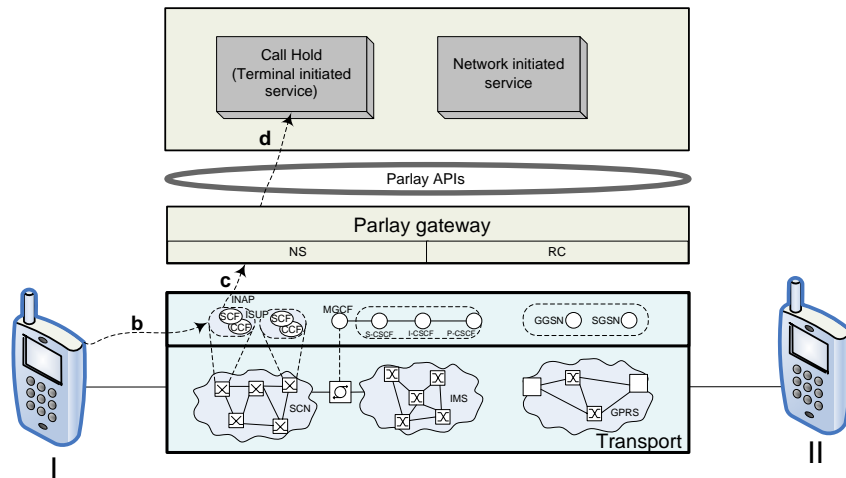 Call Hold
(Terminal initiated
service)
Network initiated
service
d
Parlay APIs
Parlay gateway
NS
RC
c
b
INAP
SCF
CCF
ISUP
SCF
CCF
MGCF
S-CSCF
I-CSCF
P-CSCF
GGSN
SGSN
SCN
IMS
GPRS
Transport
I
II